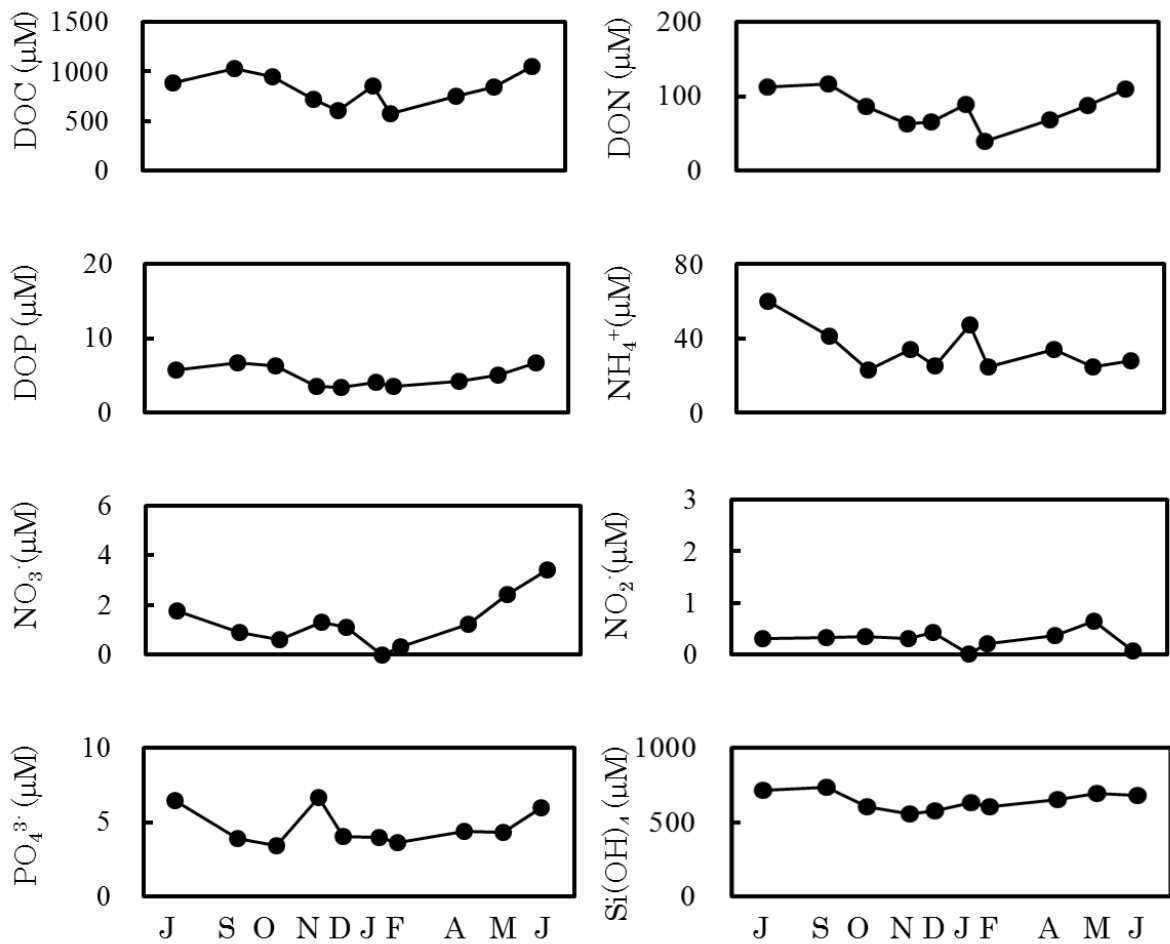 DOC (μM)
1500
1000
500
0
DON (μM)
200
100
0
DOP (μM)
20
10
0
NH₄⁺(μM)
80
40
0
NO₃⁻(μM)
6
4
2
0
NO₂⁻(μM)
3
2
1
0
PO₄³⁻ (μM)
10
5
0
J S O N D J F A M J
Si(OH)₄ (μM)
1000
500
0
J S O N D J F A M J